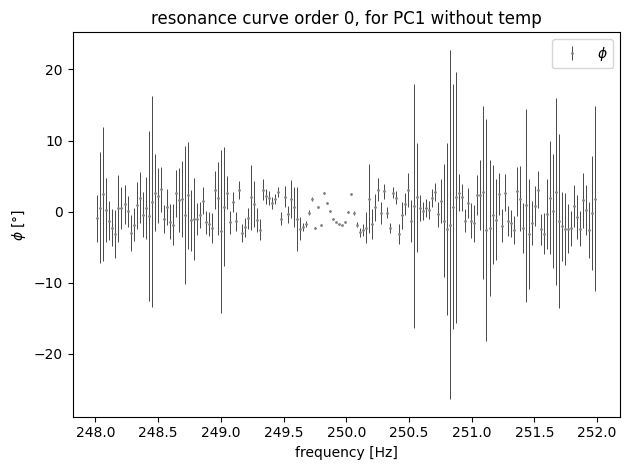 resonance curve order 0, for PC1 without temp
ϕ
ϕ [°]
20
10
0
−10
−20
248.0 248.5 249.0 249.5 250.0 250.5 251.0 251.5 252.0
frequency [Hz]